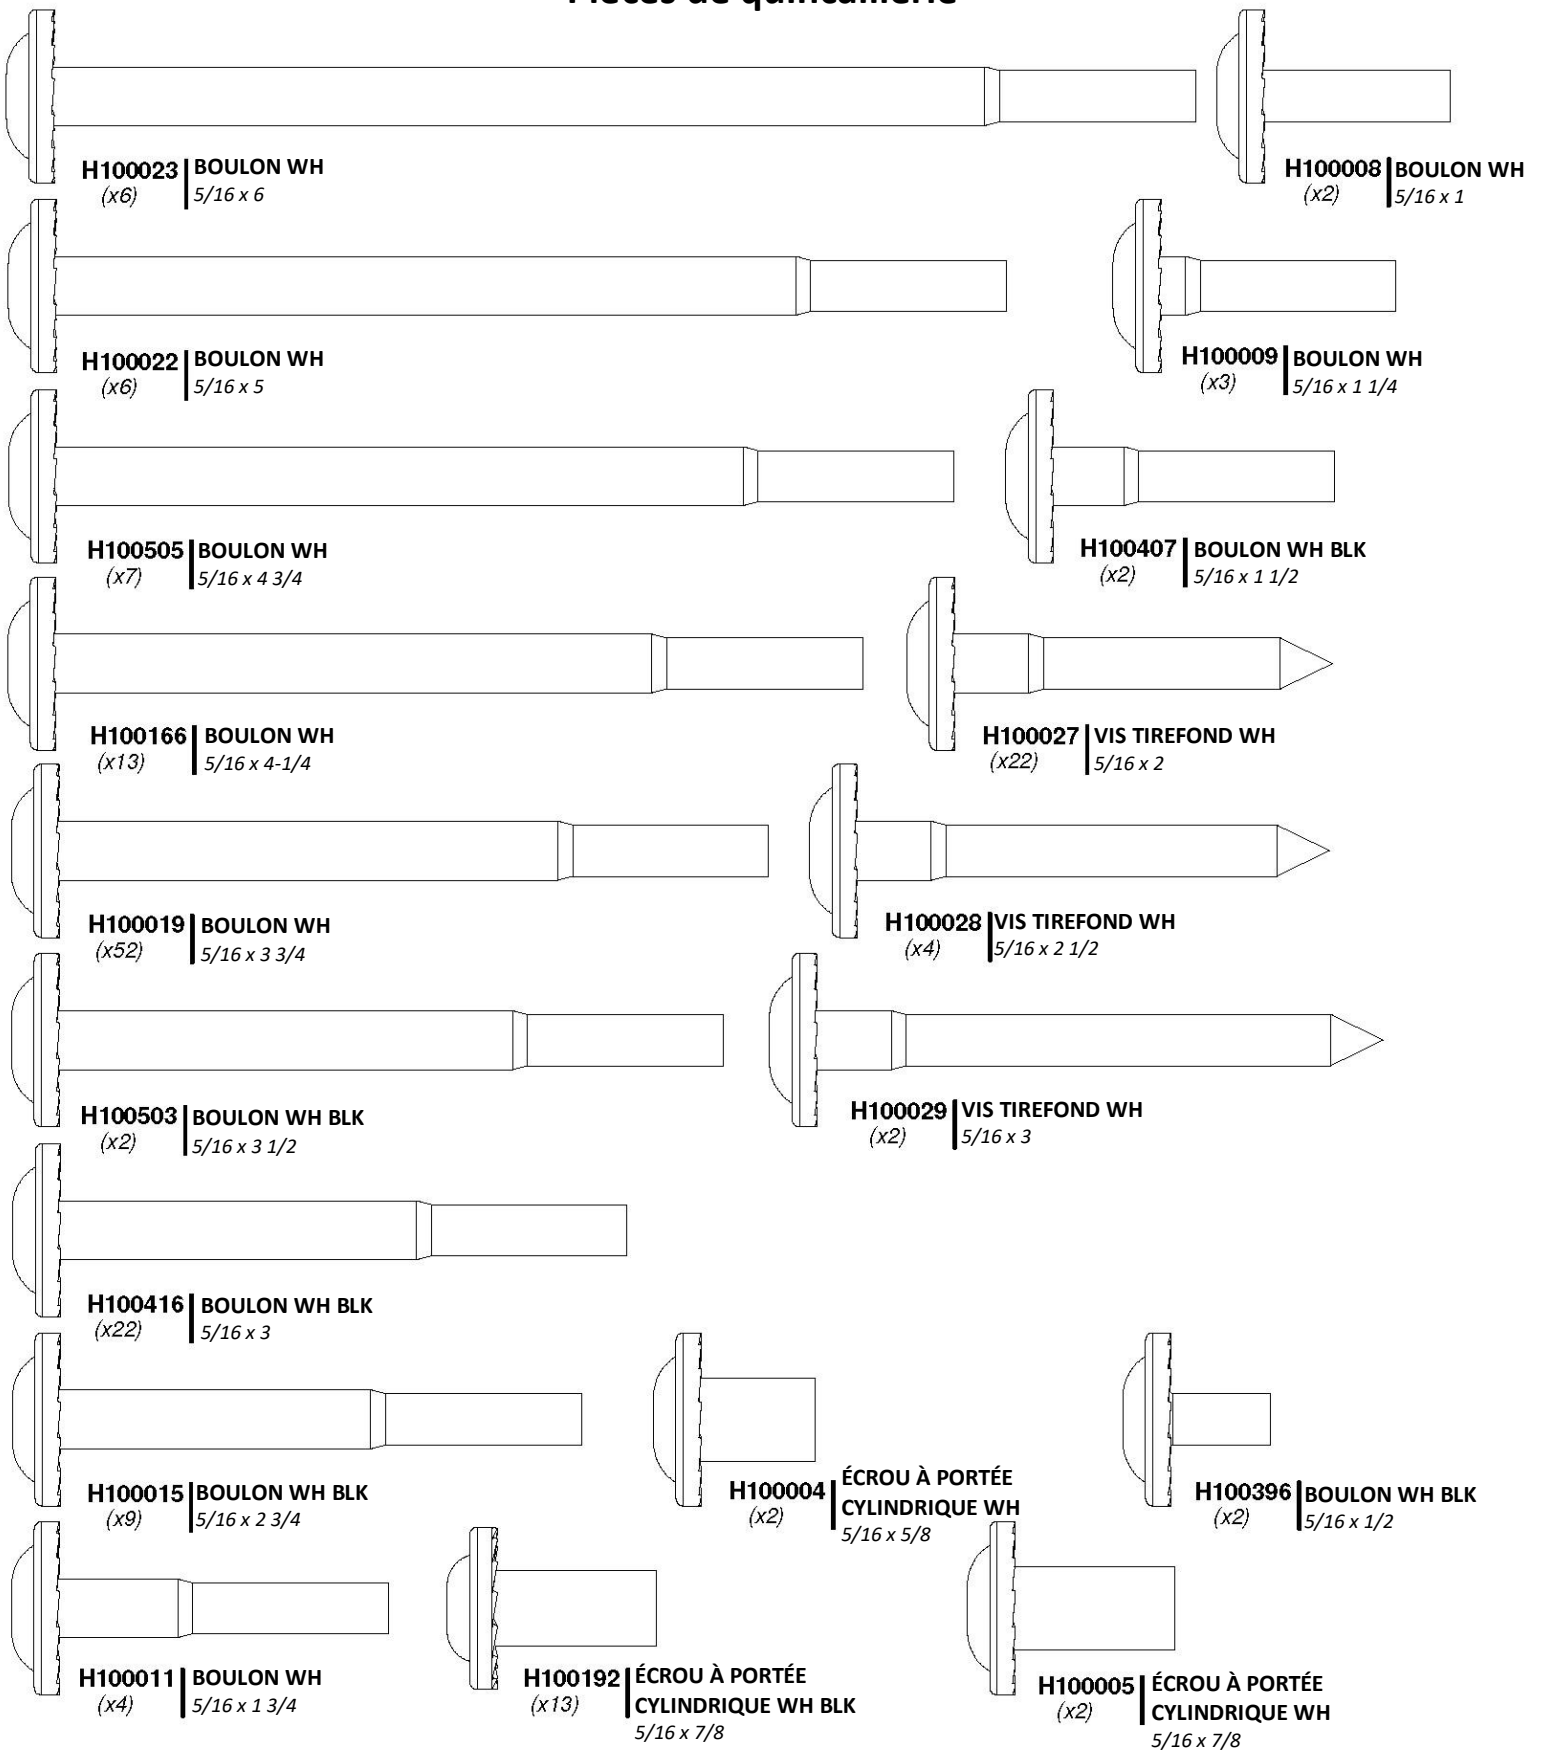 Pièces de quincaillerie
H100023 BOULON WH
(x6) 5/16 x 6
H100008 BOULON WH
(x2) 5/16 x 1
H100022 BOULON WH
(x6) 5/16 x 5
H100009 BOULON WH
(x3) 5/16 x 1 1/4
H100505 BOULON WH
(x7) 5/16 x 4 3/4
H100407 BOULON WH BLK
(x2) 5/16 x 1 1/2
H100166 BOULON WH
(x13) 5/16 x 4-1/4
H100027 VIS TIREFOND WH
(x22) 5/16 x 2
H100019 BOULON WH
(x52) 5/16 x 3 3/4
H100028 VIS TIREFOND WH
(x4) 5/16 x 2 1/2
H100503 BOULON WH BLK
(x2) 5/16 x 3 1/2
H100029 VIS TIREFOND WH
(x2) 5/16 x 3
H100416 BOULON WH BLK
(x22) 5/16 x 3
H100015 BOULON WH BLK
(x9) 5/16 x 2 3/4
H100004 ÉCROU À PORTÉE
(x2) CYLINDRIQUE WH
5/16 x 5/8
H100396 BOULON WH BLK
(x2) 5/16 x 1/2
H100011 BOULON WH
(x4) 5/16 x 1 3/4
H100192 ÉCROU À PORTÉE
(x13) CYLINDRIQUE WH BLK
5/16 x 7/8
H100005 ÉCROU À PORTÉE
(x2) CYLINDRIQUE WH
5/16 x 7/8